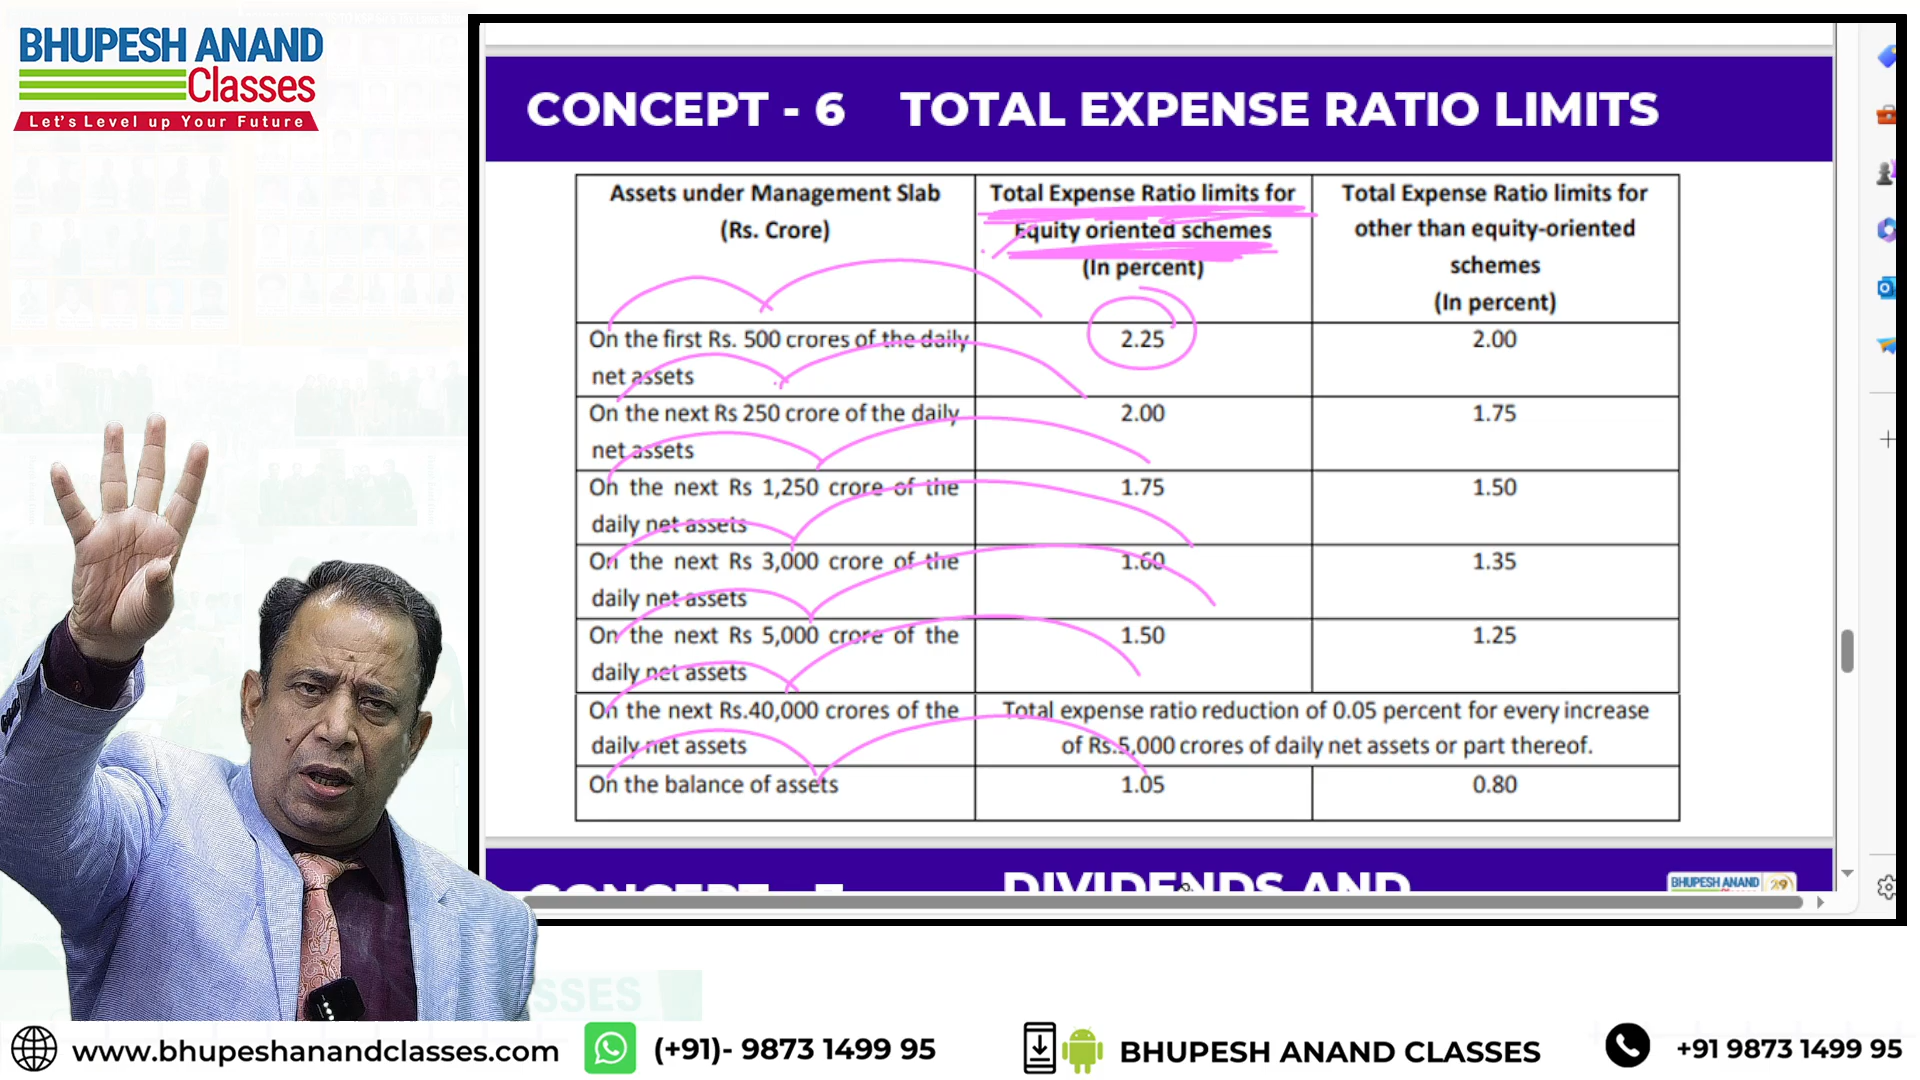 BHUPESH ANAND
Classes
Let's Level up Your Future
CONCEPT - 6 TOTAL EXPENSE RATIO LIMITS
Assets under Management Slab
(Rs. Crore)
Total Expense Ratio limits for
Equity oriented schemes
(In percent)
Total Expense Ratio limits for
other than equity-oriented
schemes
(In percent)
On the first Rs. 500 crores of the daily
net assets
2.25
2.00
On the next Rs 250 crore of the daily
net assets
2.00
1.75
On the next Rs 1,250 crore of the
daily net assets
1.75
1.50
On the next Rs 3,000 crore of the
daily net assets
1.60
1.35
On the next Rs 5,000 crore of the
daily net assets
1.50
1.25
On the next Rs.40,000 crores of the
daily net assets
Total expense ratio reduction of 0.05 percent for every increase
of Rs.5,000 crores of daily net assets or part thereof.
On the balance of assets
1.05
0.80
DIVIDENDS AND
BHUPESH ANAND
29
SSES
www.bhupeshanandclasses.com
(+91)- 9873 1499 95
BHUPESH ANAND CLASSES
+91 9873 1499 95